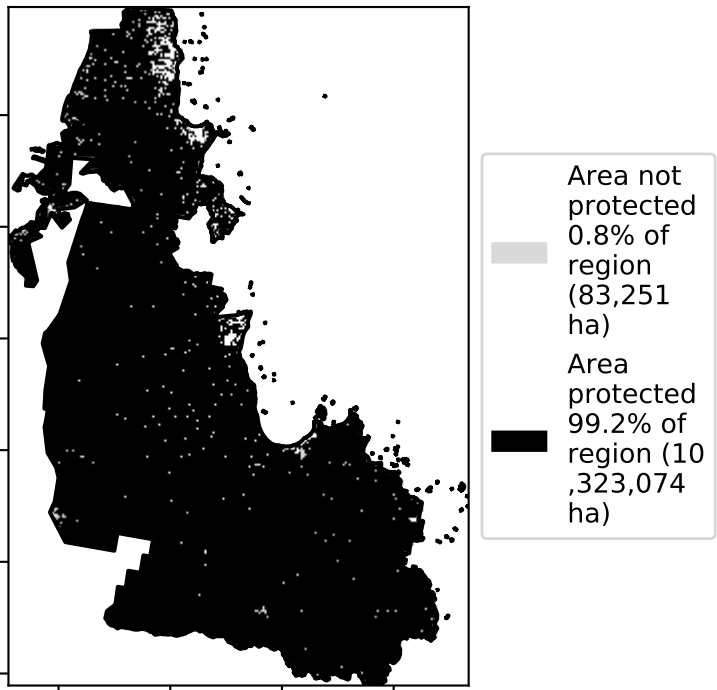 Area not
protected
0.8% of
region
(83,251
ha)
Area
protected
99.2% of
region (10
,323,074
ha)